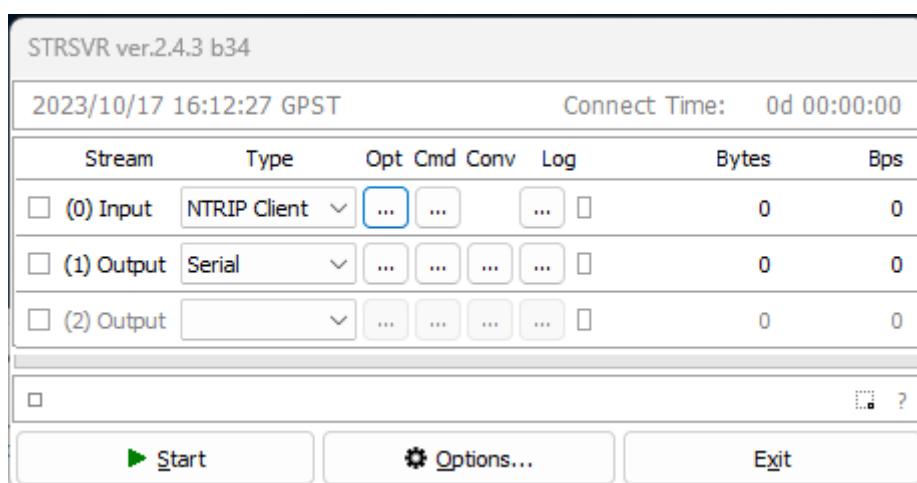 STRSVR ver.2.4.3 b34
2023/10/17 16:12:27 GPST Connect Time: 0d 00:00:00
Stream Type Opt Cmd Conv Log Bytes Bps
(0) Input NTRIP Client ... ... ... 0 0
(1) Output Serial ... ... ... ... 0 0
(2) Output ... ... ... ... 0 0
?
Start Options... Exit